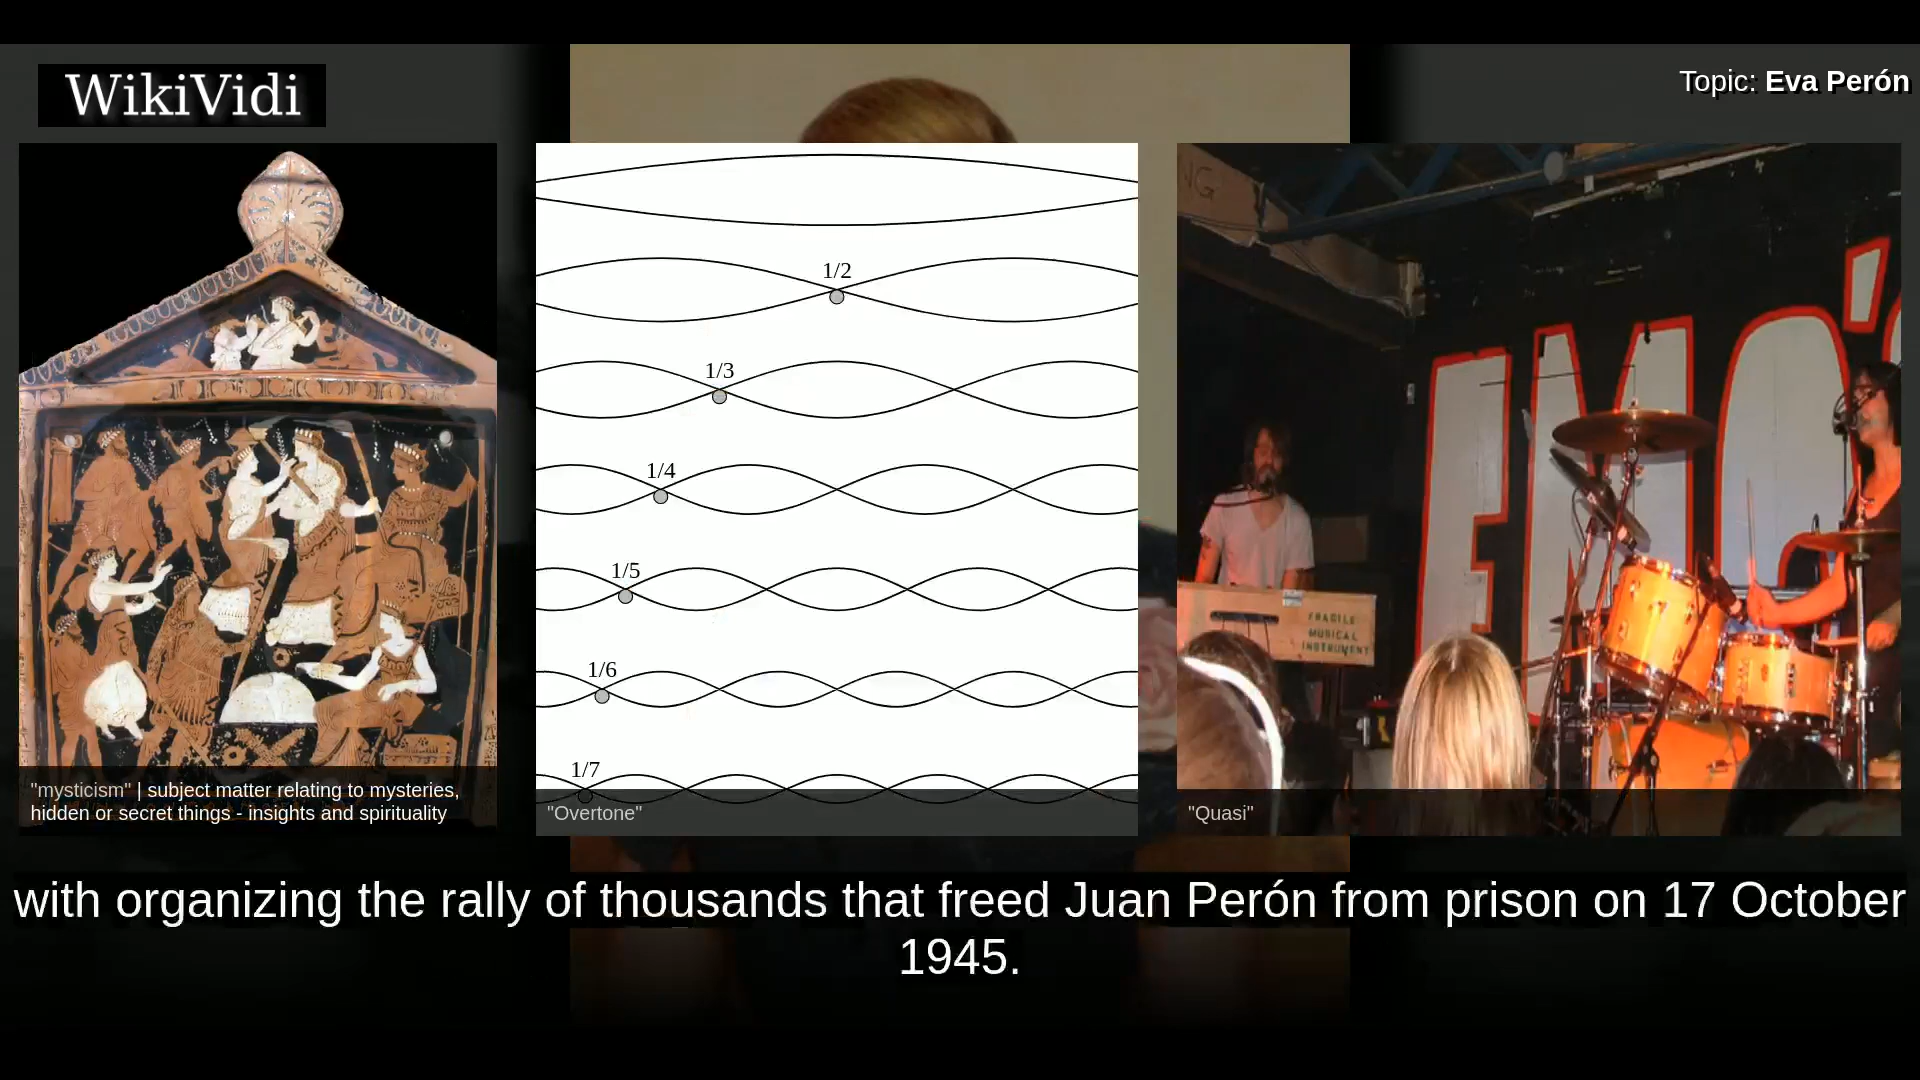 WikiVidi
Topic: Eva Perón
"mysticism" | subject matter relating to mysteries,
hidden or secret things - insights and spirituality
1/2
1/3
1/4
1/5
1/6
1/7
"Overtone"
NG
EMO'S
FRAGILE
MUSICAL
INSTRUMENT
"Quasi"
with organizing the rally of thousands that freed Juan Perón from prison on 17 October
1945.